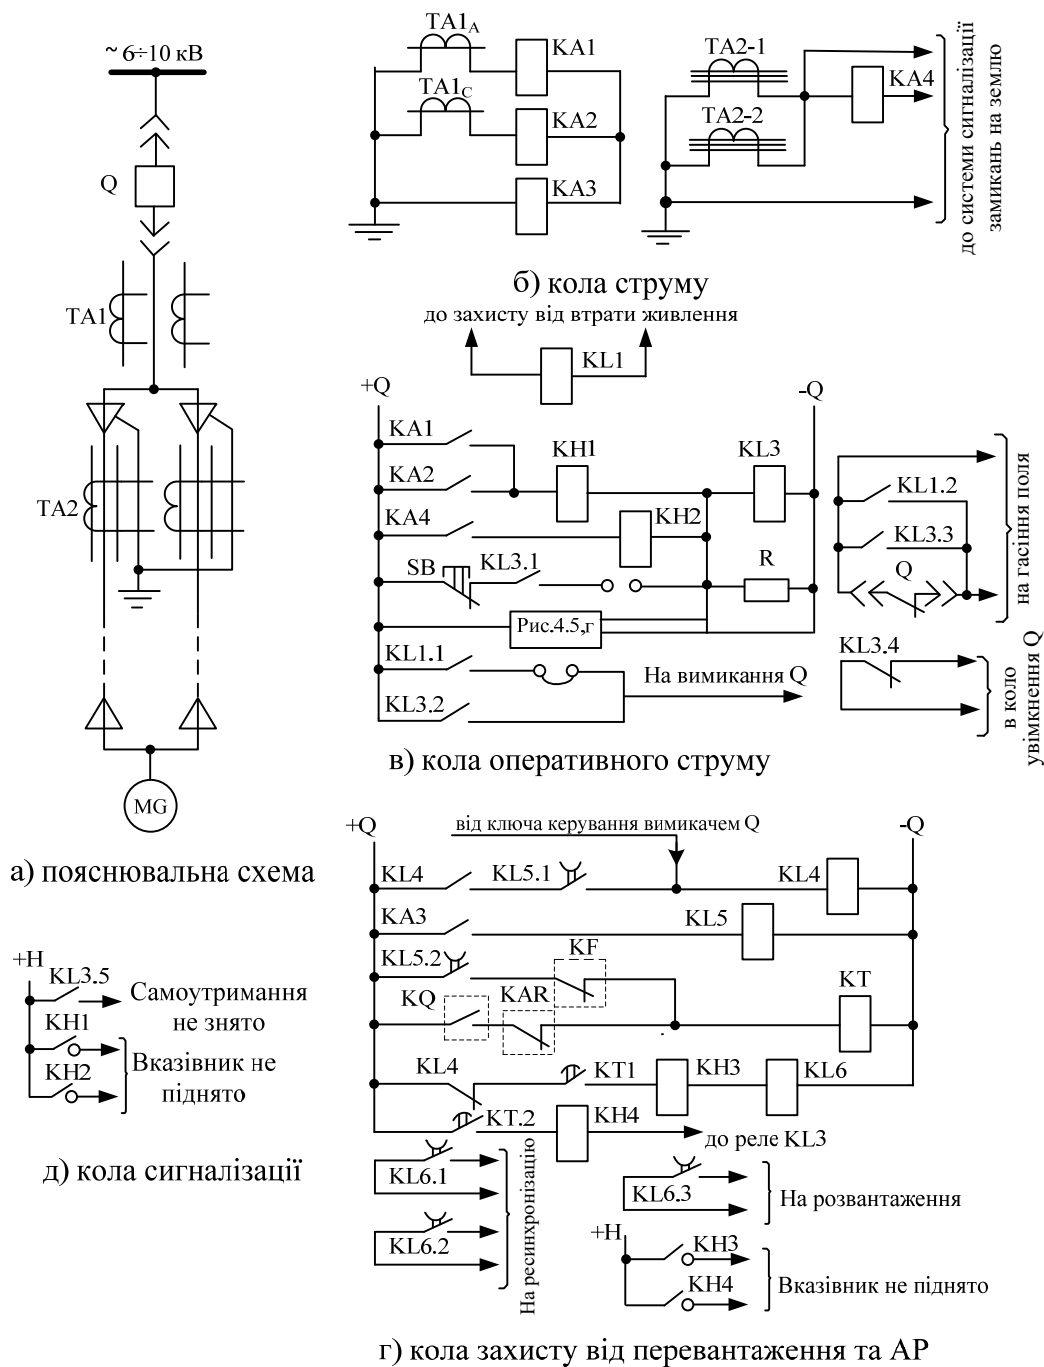 ~ 6÷10 кВ
Q
TA1
TA2
MG
а) пояснювальна схема
TA1A
KA1
TA1C
KA2
KA3
TA2-1
KA4
TA2-2
до системи сигналізації
замикань на землю
б) кола струму
до захисту від втрати живлення
KL1
+Q
-Q
KA1
KH1
KL3
KA2
KA4
KH2
SB
KL3.1
R
Рис.4.5,г
KL1.1
На вимикання Q
KL3.2
KL1.2
KL3.3
Q
на гасіння поля
KL3.4
в коло
увімкнення Q
в) кола оперативного струму
+Q
від ключа керування вимикачем Q
-Q
KL4
KL5.1
KL4
KA3
KL5
KL5.2
KF
KQ
KAR
KT
KL4
KT1
KH3
KL6
KT.2
KH4
до реле KL3
KL6.1
KL6.2
На ресинхронізацію
KL6.3
На розвантаження
+H
KH3
KH4
Вказівник не піднято
г) кола захисту від перевантаження та АР
+H
KL3.5
Самоутримання
не знято
KH1
KH2
Вказівник не
піднято
д) кола сигналізації